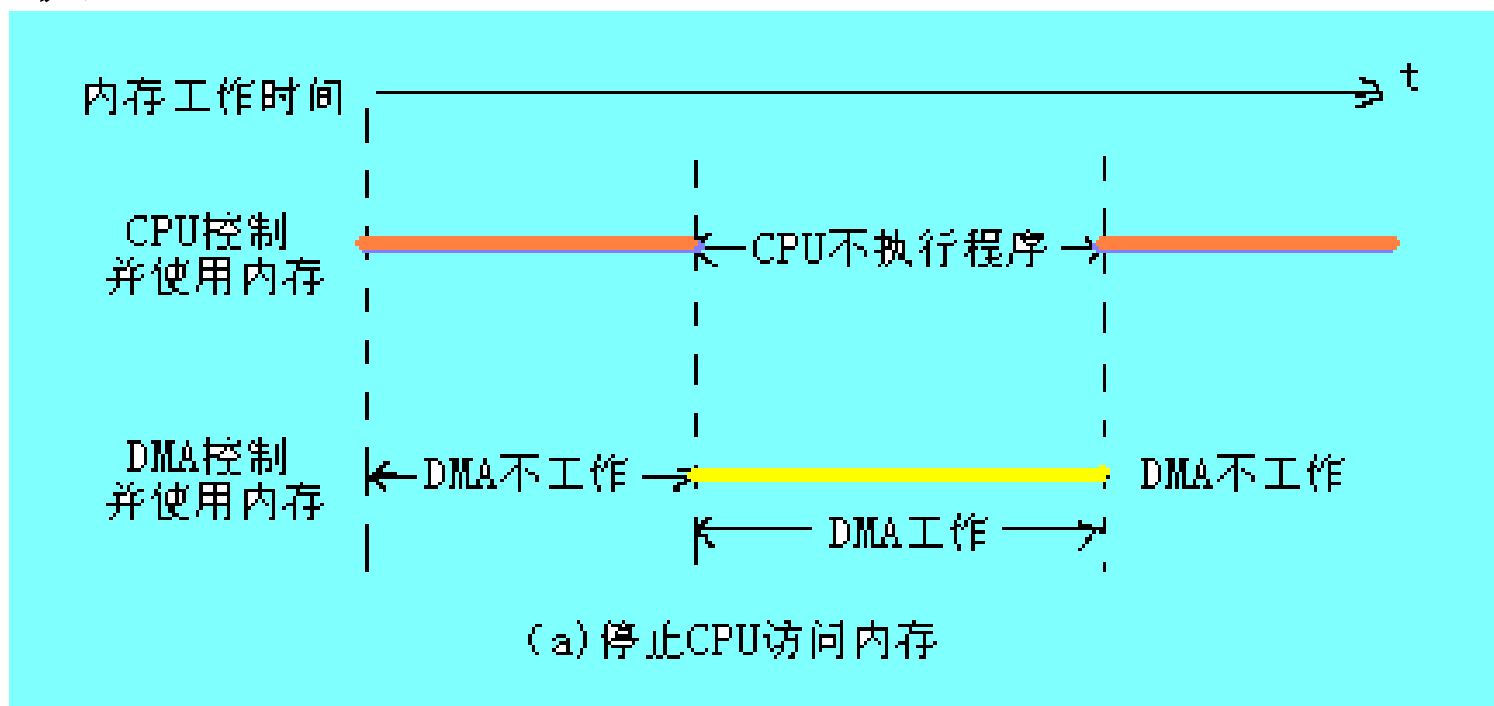 内存工作时间
t
CPU控制
并使用内存
CPU不执行程序
DMA控制
并使用内存
DMA不工作
DMA不工作
DMA工作
(a)停止CPU访问内存